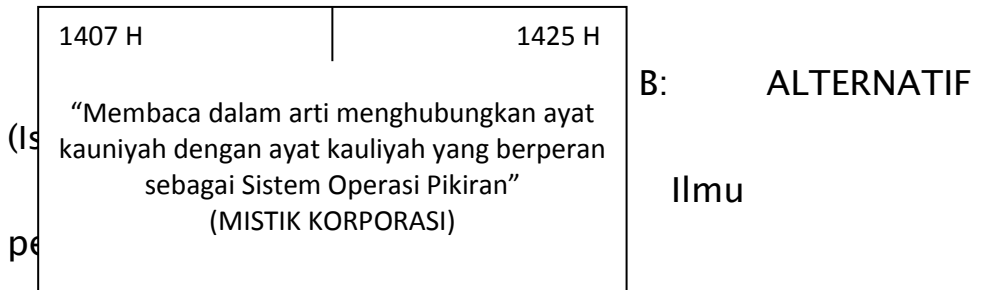 1407 H 1425 H
B: ALTERNATIF
“Membaca dalam arti menghubungkan ayat
kauniyah dengan ayat kauliyah yang berperan
sebagai Sistem Operasi Pikiran”
(MISTIK KORPORASI)
Ilmu